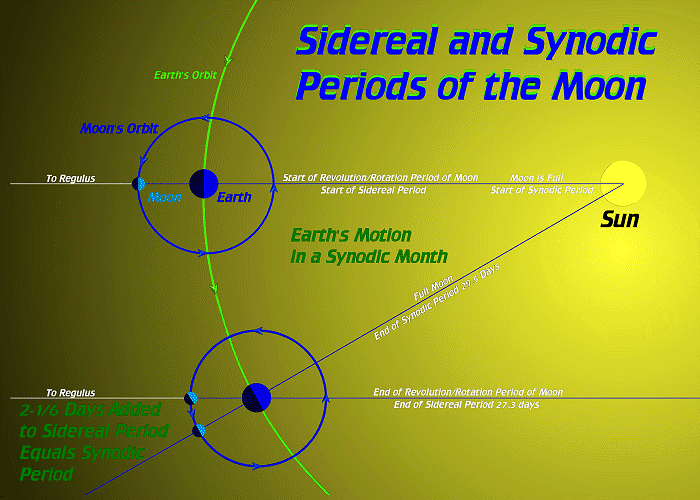 Sidereal and Synodic
Periods of the Moon
Earth's Orbit
Moon's Orbit
To Regulus
Moon
Earth
Start of Revolution/Rotation Period of Moon
Start of Sidereal Period
Moon is Full
Start of Synodic Period
Sun
Earth's Motion
in a Synodic Month
Full Moon
End of Synodic Period 29.5 Days
To Regulus
End of Revolution/Rotation Period of Moon
End of Sidereal Period 27.3 days
2-1/6 Days Added
to Sidereal Period
Equals Synodic
Period